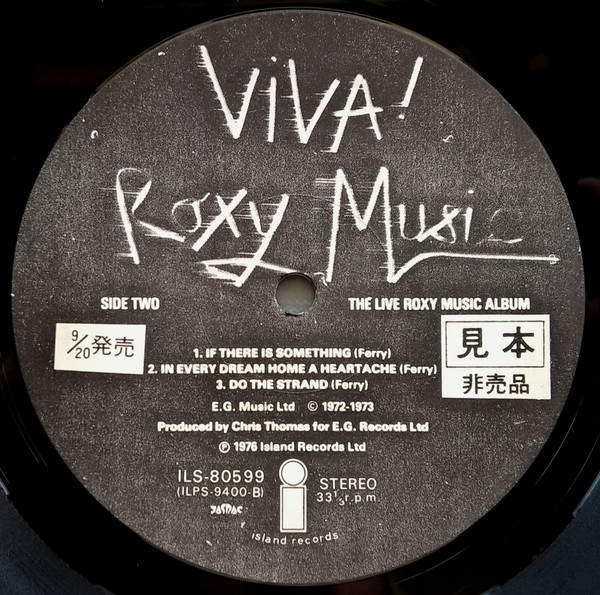 ViVA!
Roxy Music
SIDE TWO
THE LIVE ROXY MUSIC ALBUM
9/20発売
見本
非売品
1. IF THERE IS SOMETHING (Ferry)
2. IN EVERY DREAM HOME A HEARTACHE (Ferry)
3. DO THE STRAND (Ferry)
E.G. Music Ltd © 1972-1973
Produced by Chris Thomas for E.G. Records Ltd
℗ 1976 Island Records Ltd
ILS-80599
(ILPS-9400-B)
STEREO
33⅓ r.p.m.
i
island records